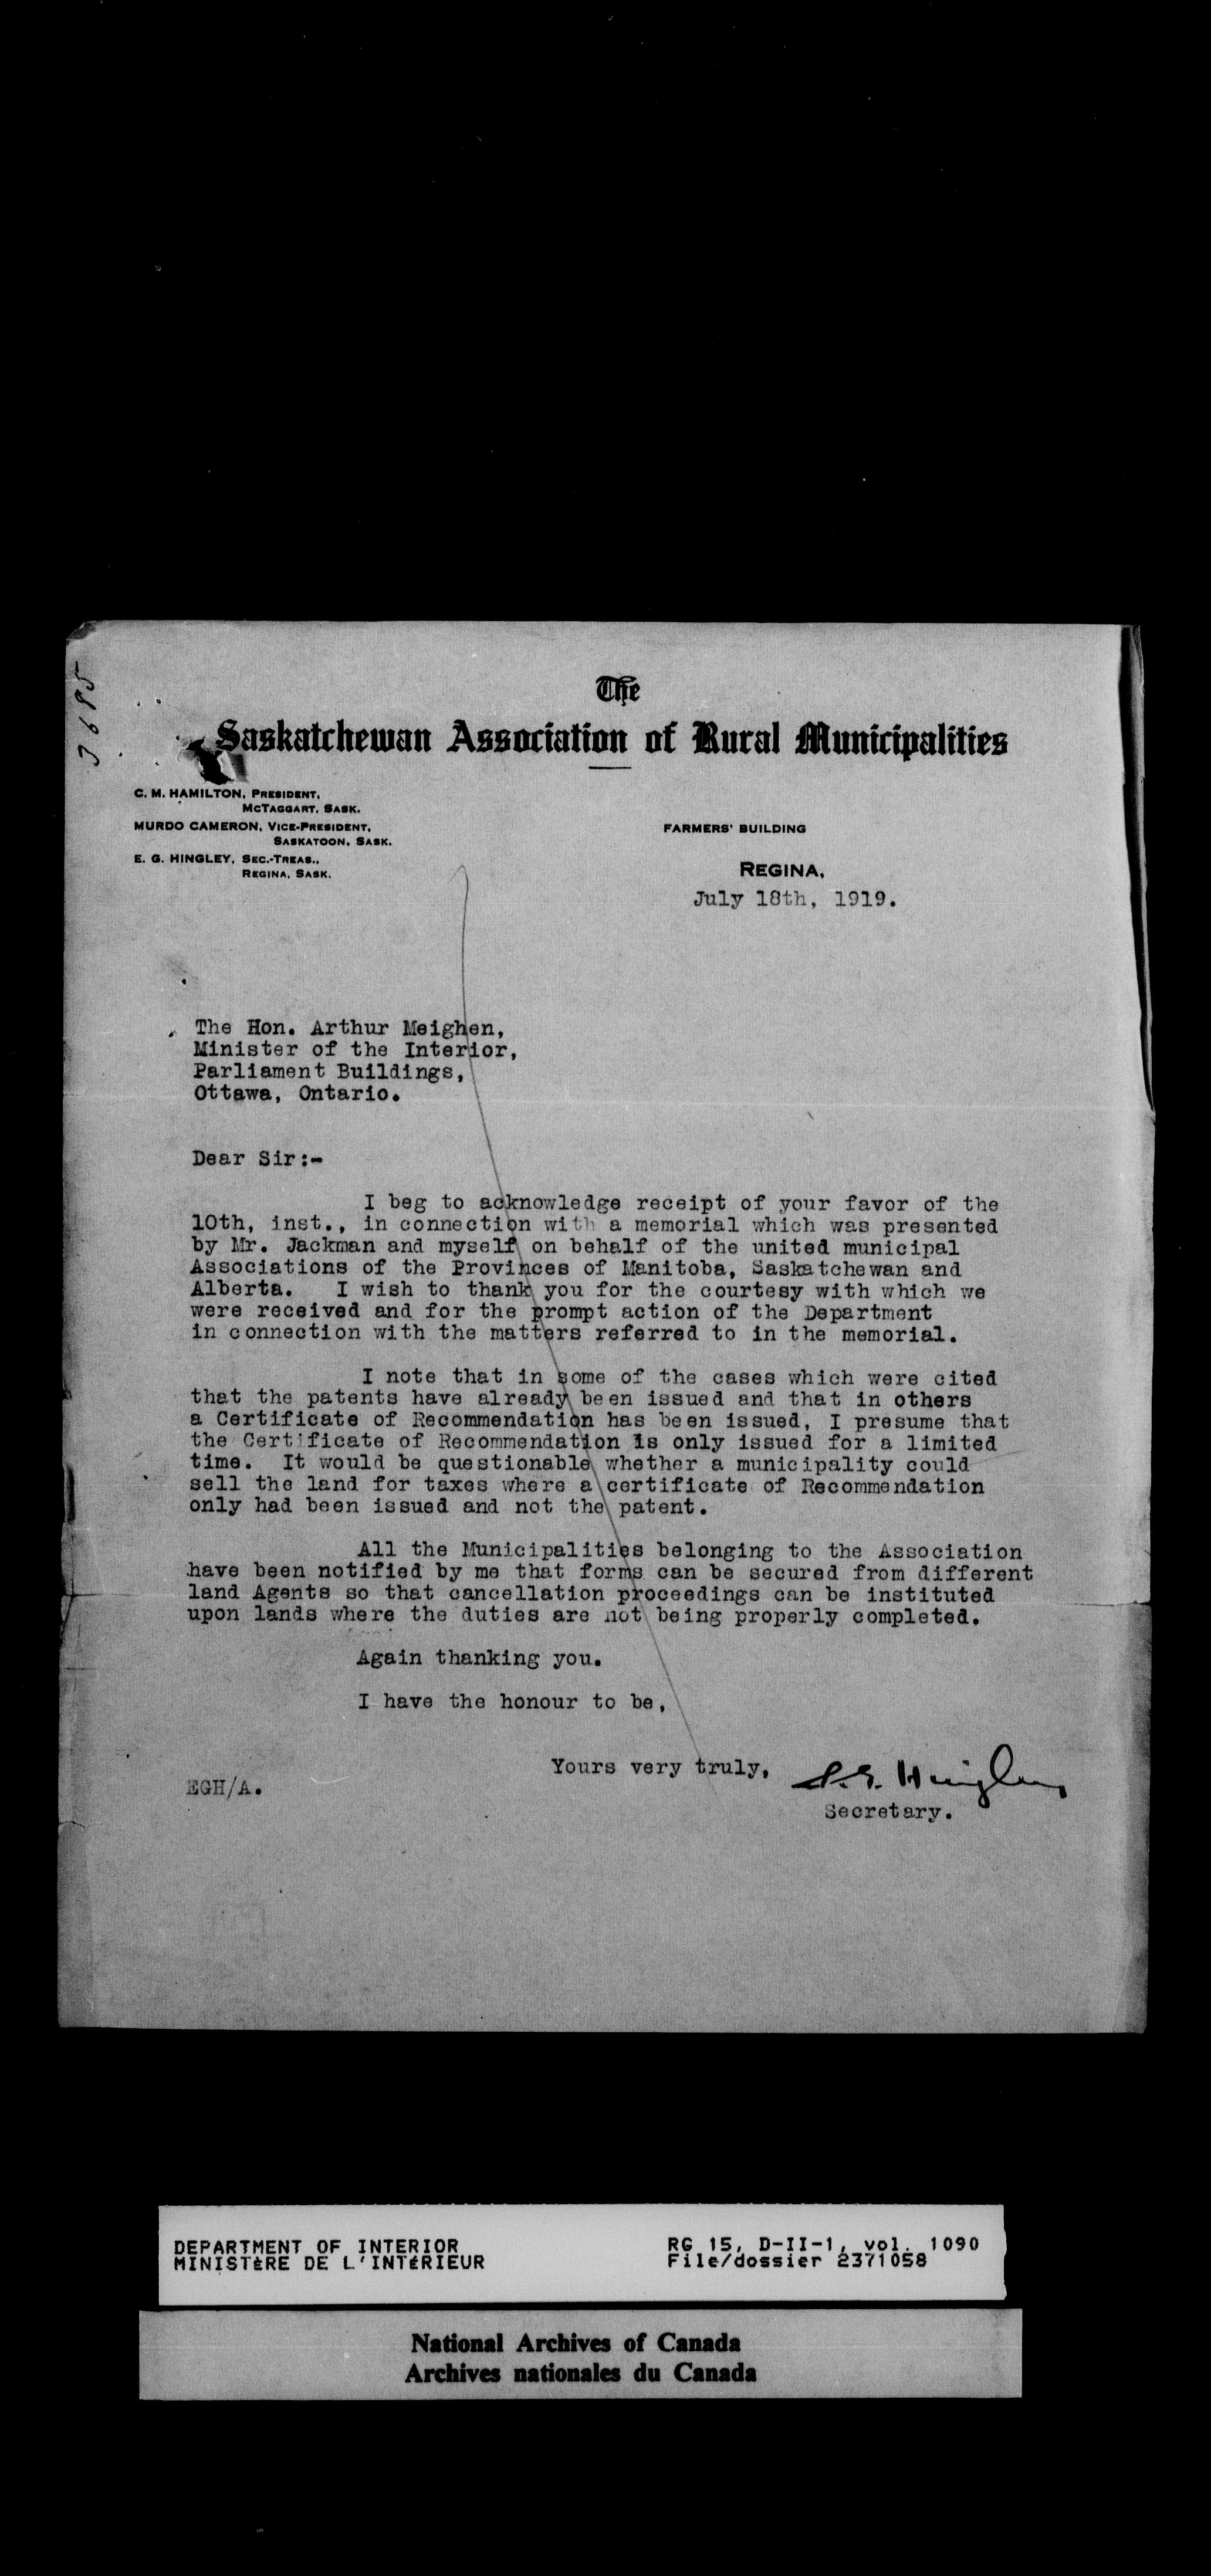 The
Saskatchewan Association of Rural Municipalities
C. M. HAMILTON, PRESIDENT,
MCTAGGART, SASK.
MURDO CAMERON, VICE-PRESIDENT,
SASKATOON, SASK.
E. G. HINGLEY, SEC.-TREAS.,
REGINA, SASK.
FARMERS' BUILDING
REGINA,
July 18th, 1919.
The Hon. Arthur Meighen,
Minister of the Interior,
Parliament Buildings,
Ottawa, Ontario.
Dear Sir:-
I beg to acknowledge receipt of your favor of the
10th, inst., in connection with a memorial which was presented
by Mr. Jackman and myself on behalf of the united municipal
Associations of the Provinces of Manitoba, Saskatchewan and
Alberta. I wish to thank you for the courtesy with which we
were received and for the prompt action of the Department
in connection with the matters referred to in the memorial.
I note that in some of the cases which were cited
that the patents have already been issued and that in others
a Certificate of Recommendation has been issued, I presume that
the Certificate of Recommendation is only issued for a limited
time. It would be questionable whether a municipality could
sell the land for taxes where a certificate of Recommendation
only had been issued and not the patent.
All the Municipalities belonging to the Association
have been notified by me that forms can be secured from different
land Agents so that cancellation proceedings can be instituted
upon lands where the duties are not being properly completed.
Again thanking you.
I have the honour to be,
Yours very truly,
E.G. Hingley
Secretary.
EGH/A.
DEPARTMENT OF INTERIOR
MINISTÈRE DE L'INTÉRIEUR
RG 15, D-II-1, vol. 1090
File/dossier 2371058
National Archives of Canada
Archives nationales du Canada